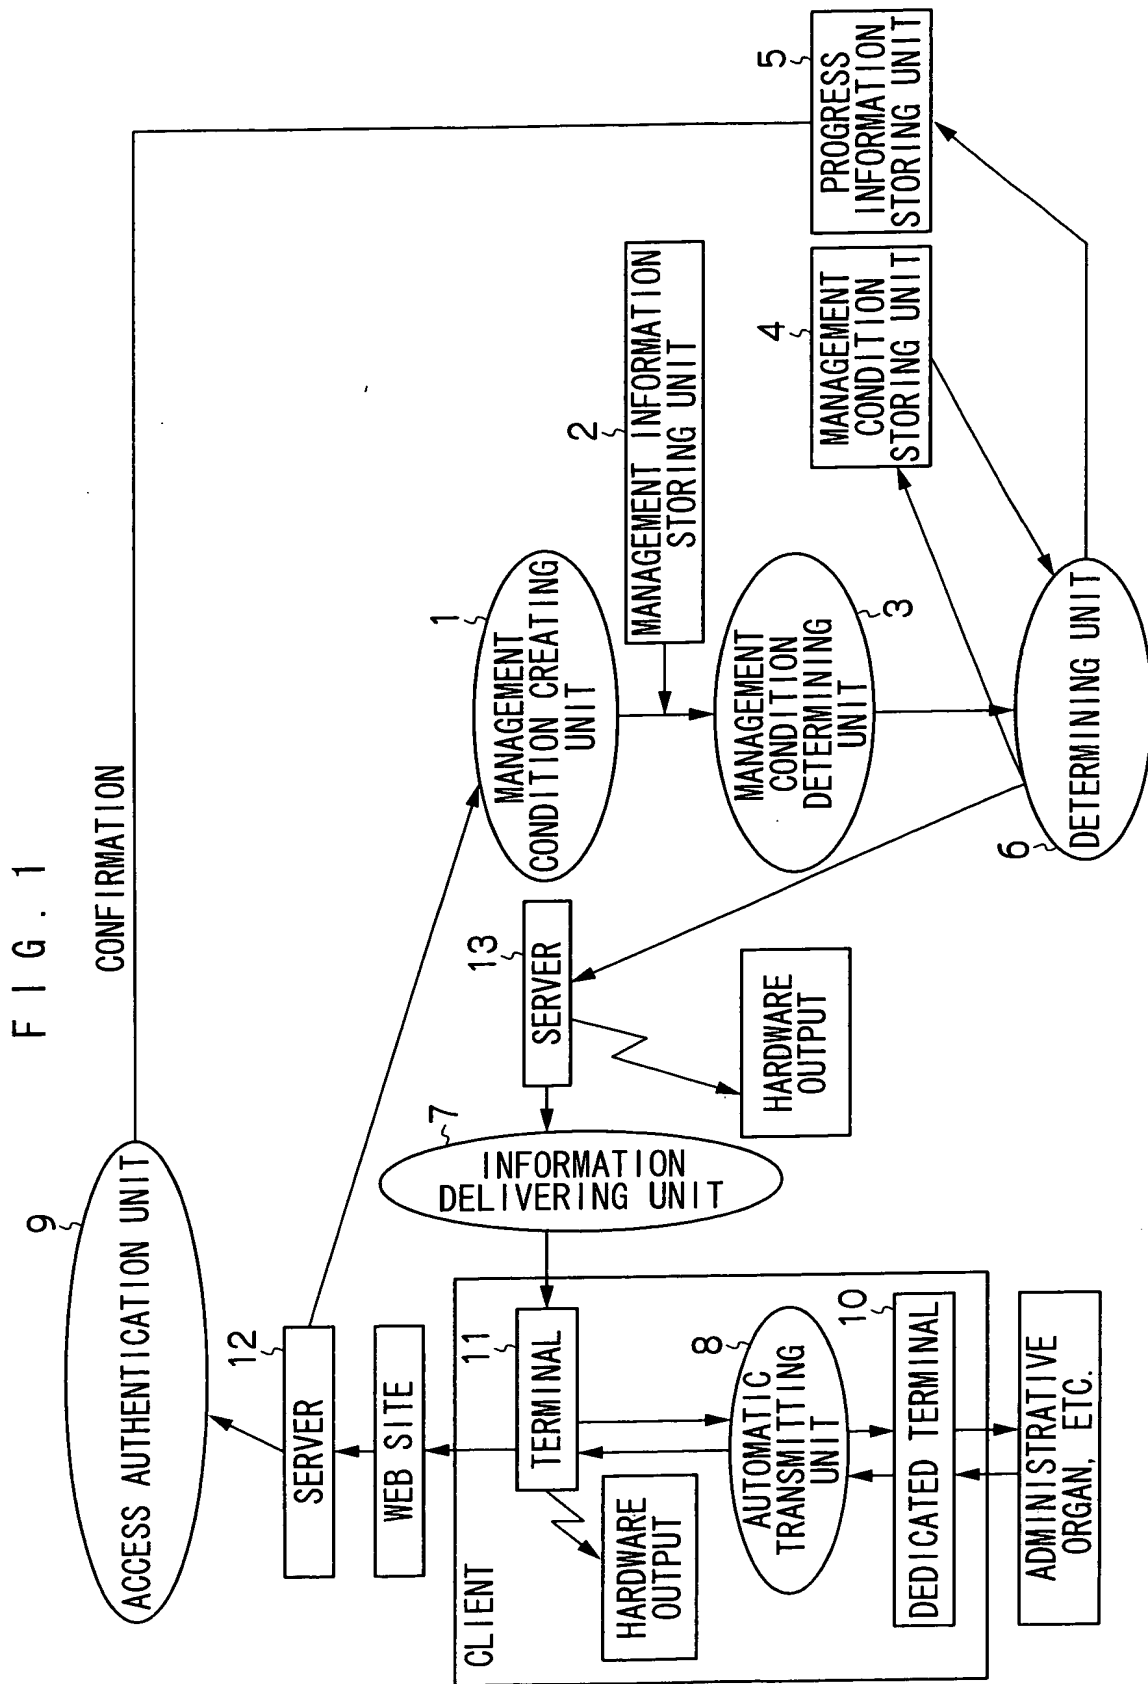 FIG.1
CONFIRMATION
9
ACCESS AUTHENTICATION UNIT
12
SERVER
WEB SITE
CLIENT
11
TERMINAL
HARDWARE
OUTPUT
8
AUTOMATIC
TRANSMITTING
UNIT
10
DEDICATED TERMINAL
ADMINISTRATIVE
ORGAN, ETC.
7
INFORMATION
DELIVERING UNIT
13
SERVER
HARDWARE
OUTPUT
1
MANAGEMENT
CONDITION CREATING
UNIT
2
MANAGEMENT INFORMATION
STORING UNIT
3
MANAGEMENT
CONDITION
DETERMINING
UNIT
6
DETERMINING UNIT
4
MANAGEMENT
CONDITION
STORING UNIT
5
PROGRESS
INFORMATION
STORING UNIT